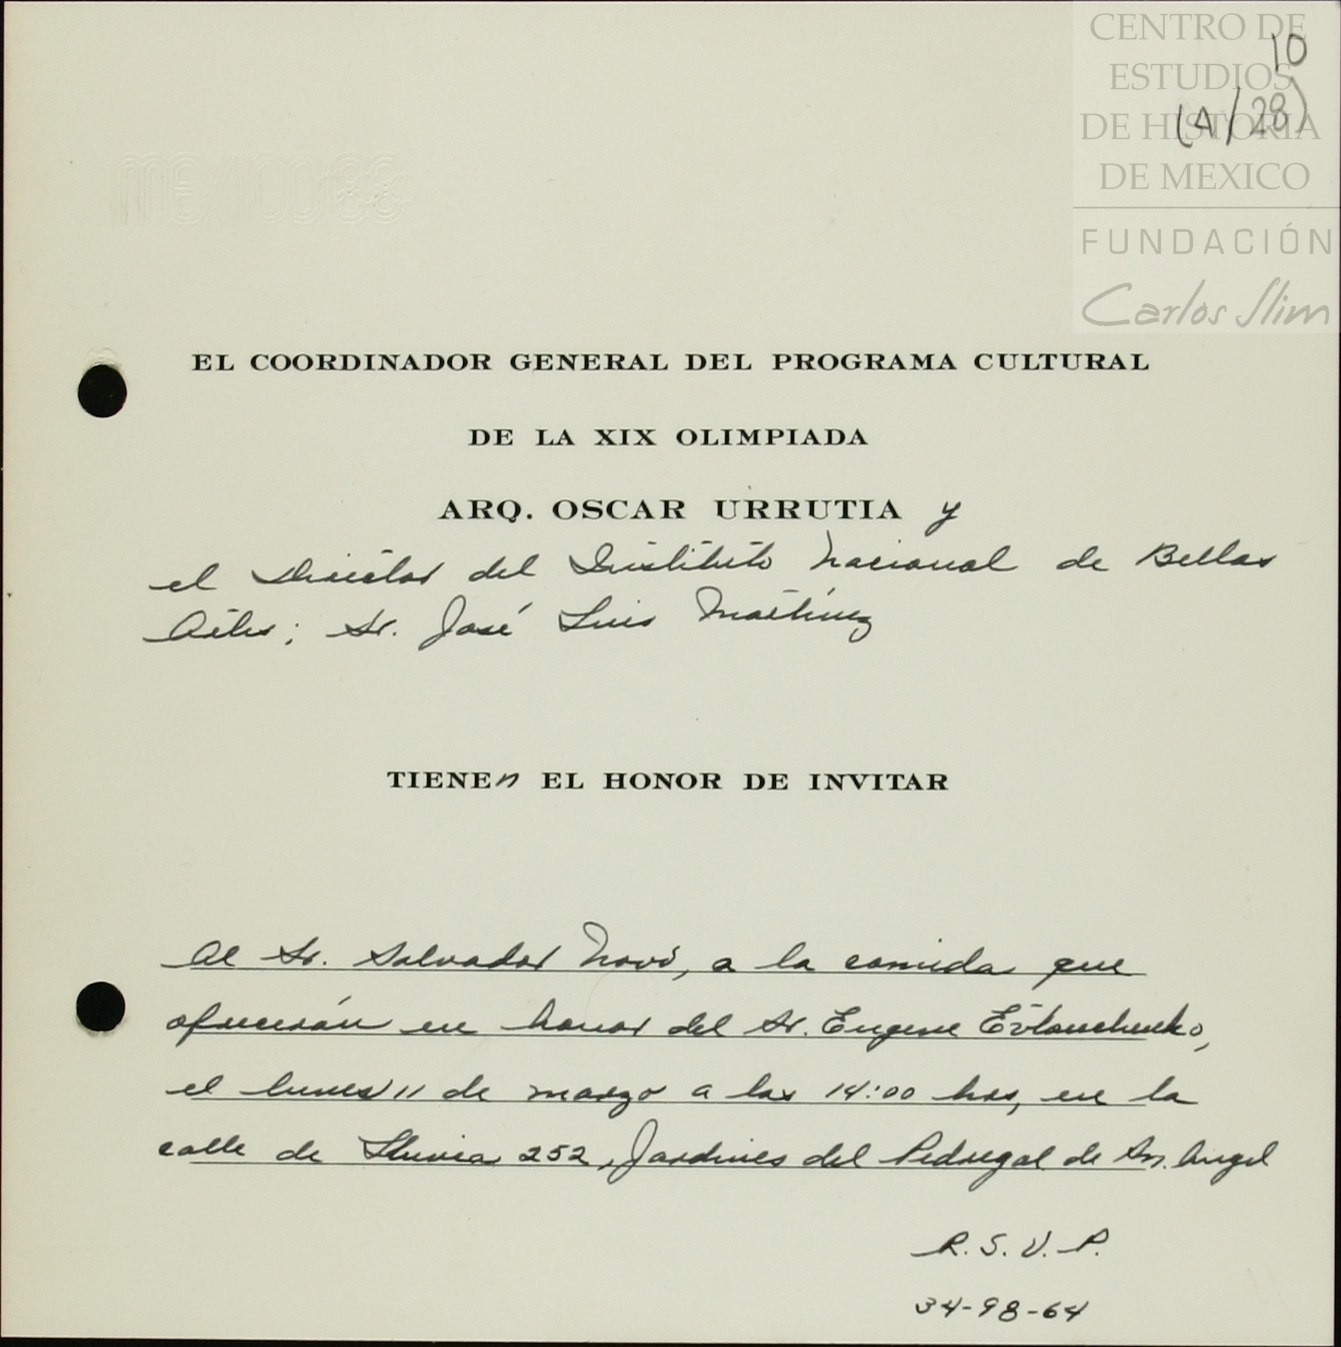 CENTRO DE
ESTUDIOS
DE HISTORIA
DE MEXICO
FUNDACIÓN
Carlos Slim
10
(A/28)
MEXICO68
EL COORDINADOR GENERAL DEL PROGRAMA CULTURAL
DE LA XIX OLIMPIADA
ARQ. OSCAR URRUTIA y
el Director del Instituto Nacional de Bellas
Artes; Sr. José Luis Martínez
TIENEn EL HONOR DE INVITAR
Al Sr. Salvador Novo, a la comida que
ofrecerán en honor del Sr. Eugene Evtouchenko,
el lunes 11 de marzo a las 14:00 hrs, en la
calle de Lluvia 252, Jardines del Pedregal de Sn. Angel
R.S.V.P.
34-98-64